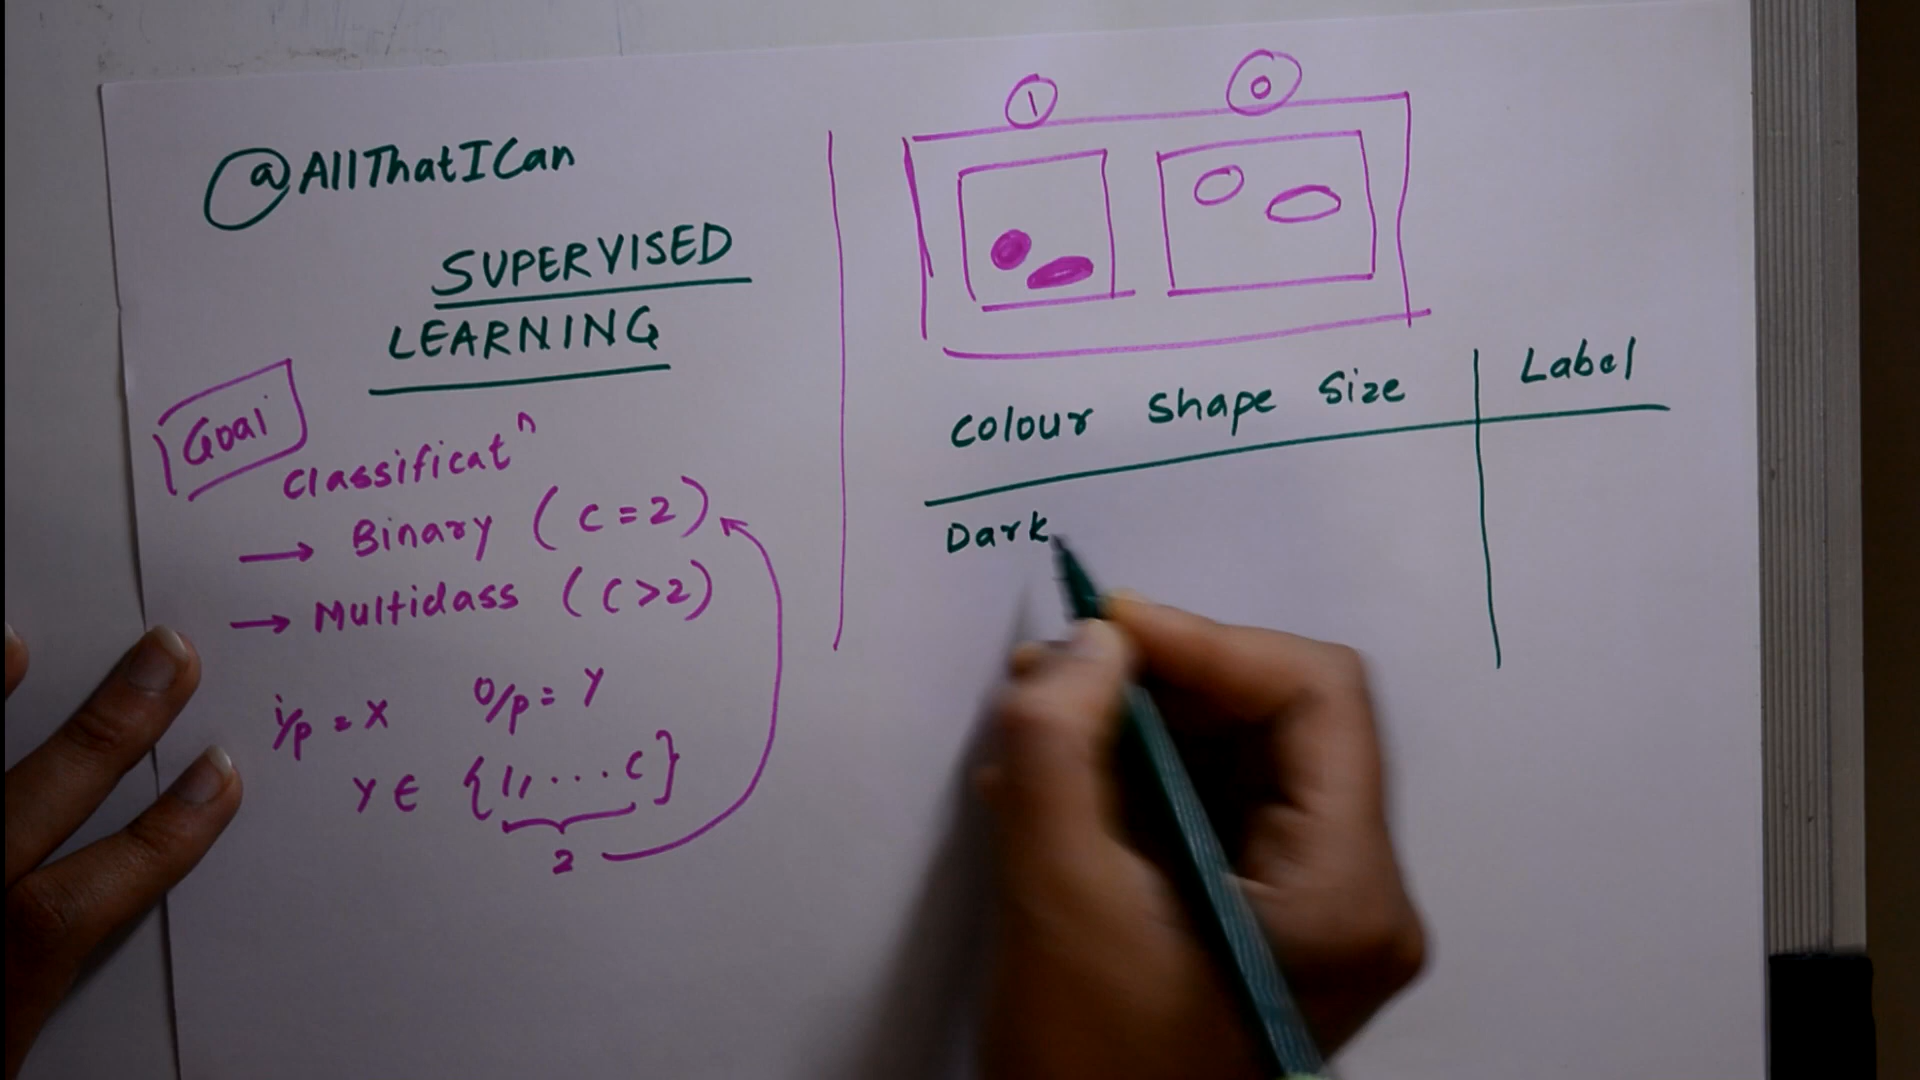 @AllThatICan
SUPERVISED
LEARNING
Goal
Classificatⁿ
→ Binary ( C = 2 )
→ Multiclass ( C > 2 )
i/p = X O/p = Y
Y ∈ {1, ... C}
2
1 0
Colour Shape Size Label
Dark